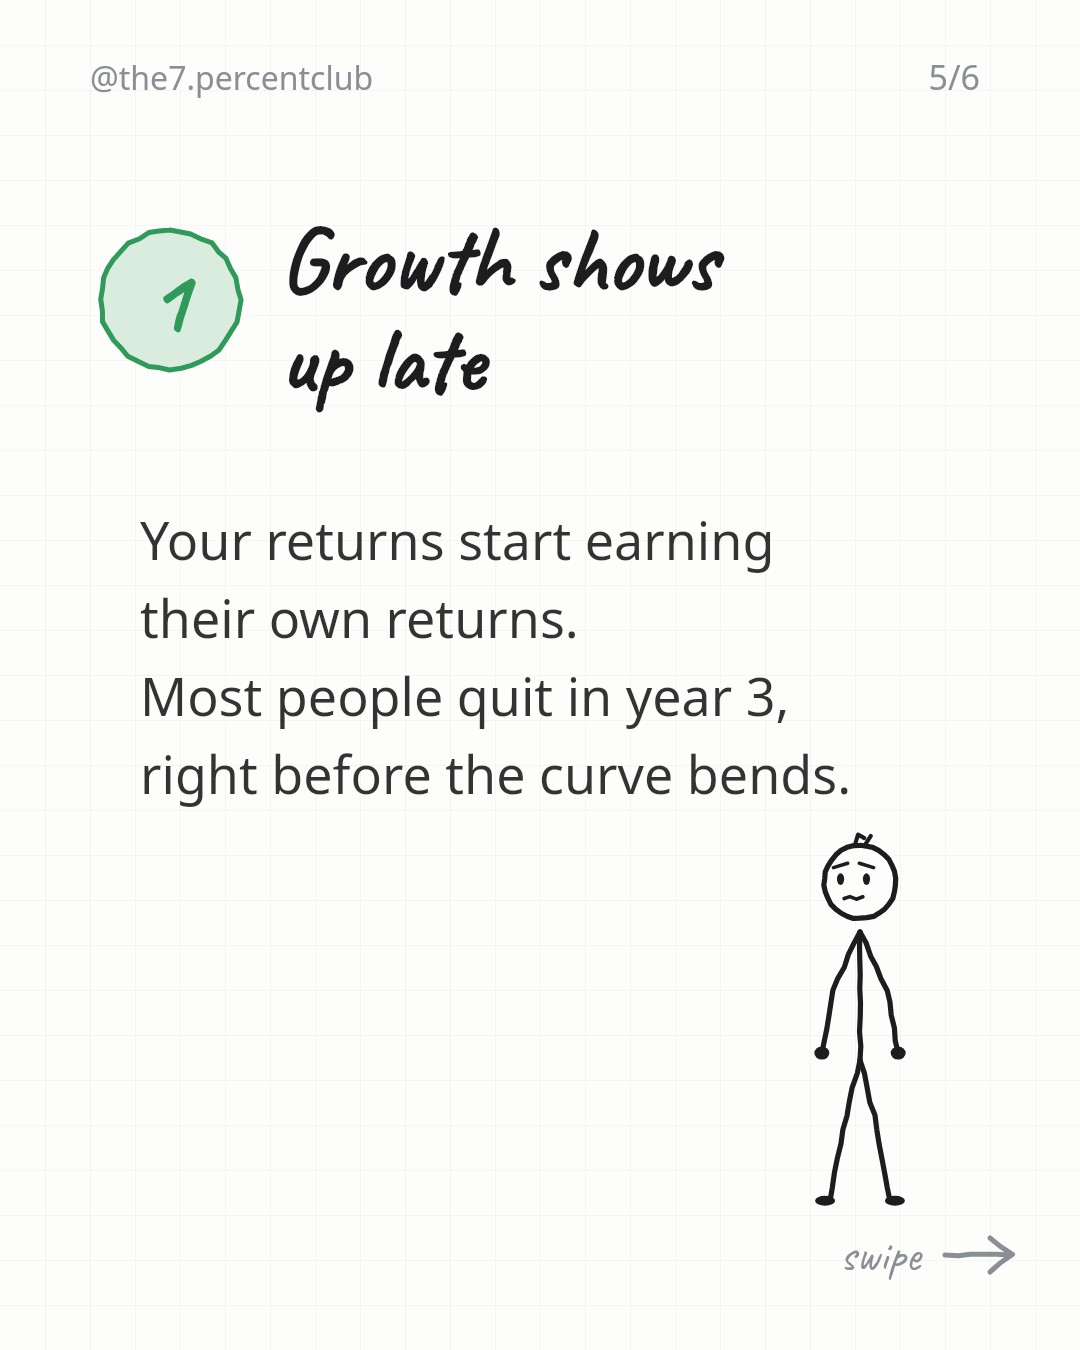 @the7.percentclub
5/6
1
Growth shows
up late
Your returns start earning
their own returns.
Most people quit in year 3,
right before the curve bends.
swipe